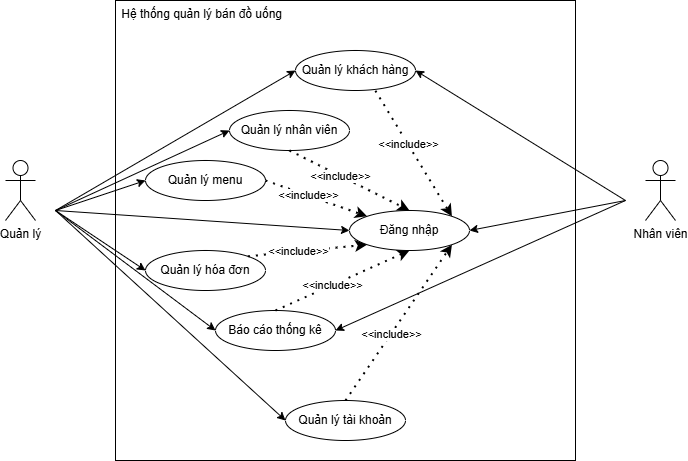 Hệ thống quản lý bán đồ uống
Quản lý khách hàng
Quản lý nhân viên
<<include>>
Quản lý menu
<<include>>
<<include>>
Quản lý
Đăng nhập
Nhân viên
<<include>>
Quản lý hóa đơn
<<include>>
Báo cáo thống kê
<<include>>
Quản lý tài khoản